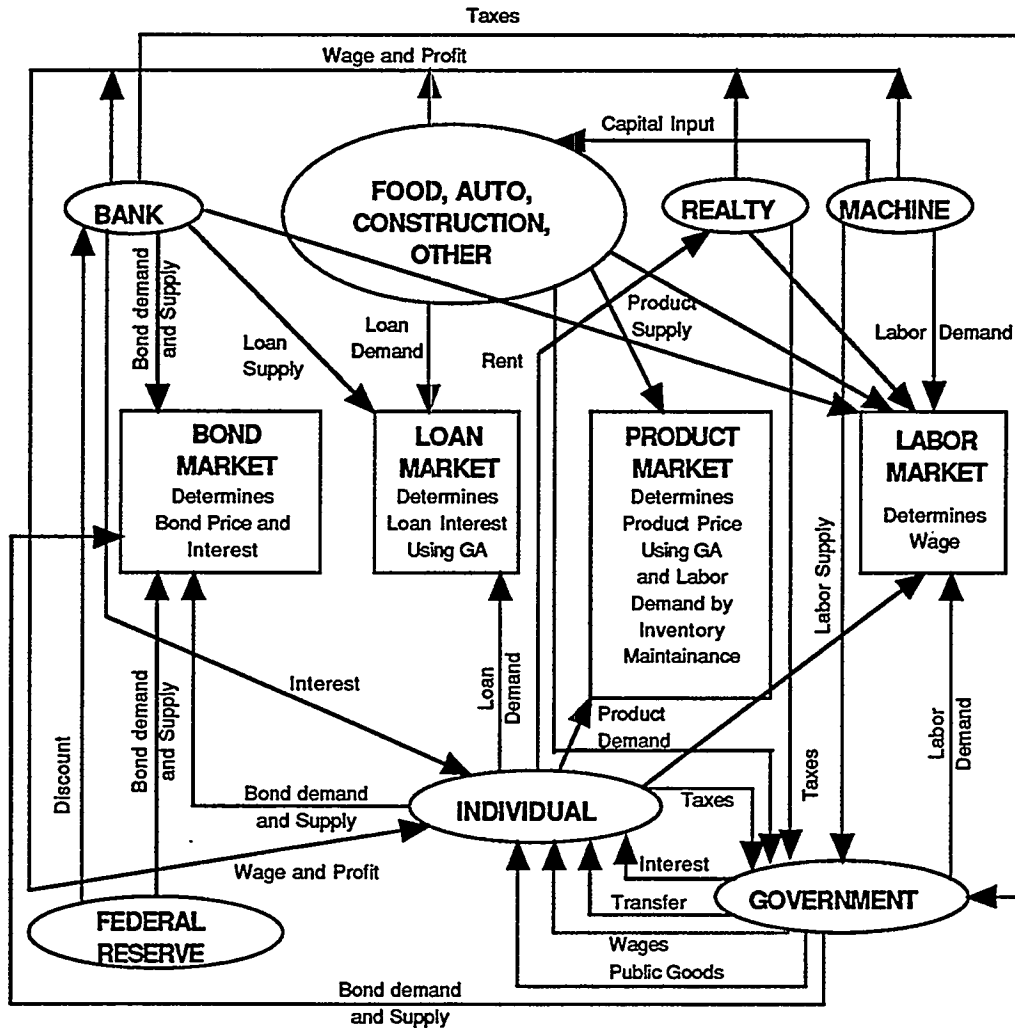 Taxes
Wage and Profit
Capital Input
BANK
FOOD, AUTO,
CONSTRUCTION,
OTHER
REALTY
MACHINE
Bond demand
and Supply
Loan
Supply
Loan
Demand
Rent
Product
Supply
Labor Demand
BOND
MARKET
Determines
Bond Price and
Interest
LOAN
MARKET
Determines
Loan Interest
Using GA
PRODUCT
MARKET
Determines
Product Price
Using GA
and Labor
Demand by
Inventory
Maintainance
LABOR
MARKET
Determines
Wage
Labor Supply
Interest
Loan
Demand
Product
Demand
Discount
Bond demand
and Supply
Bond demand
and Supply
INDIVIDUAL
Taxes
Taxes
Labor
Demand
Wage and Profit
Interest
Transfer
Wages
Public Goods
GOVERNMENT
FEDERAL
RESERVE
Bond demand
and Supply